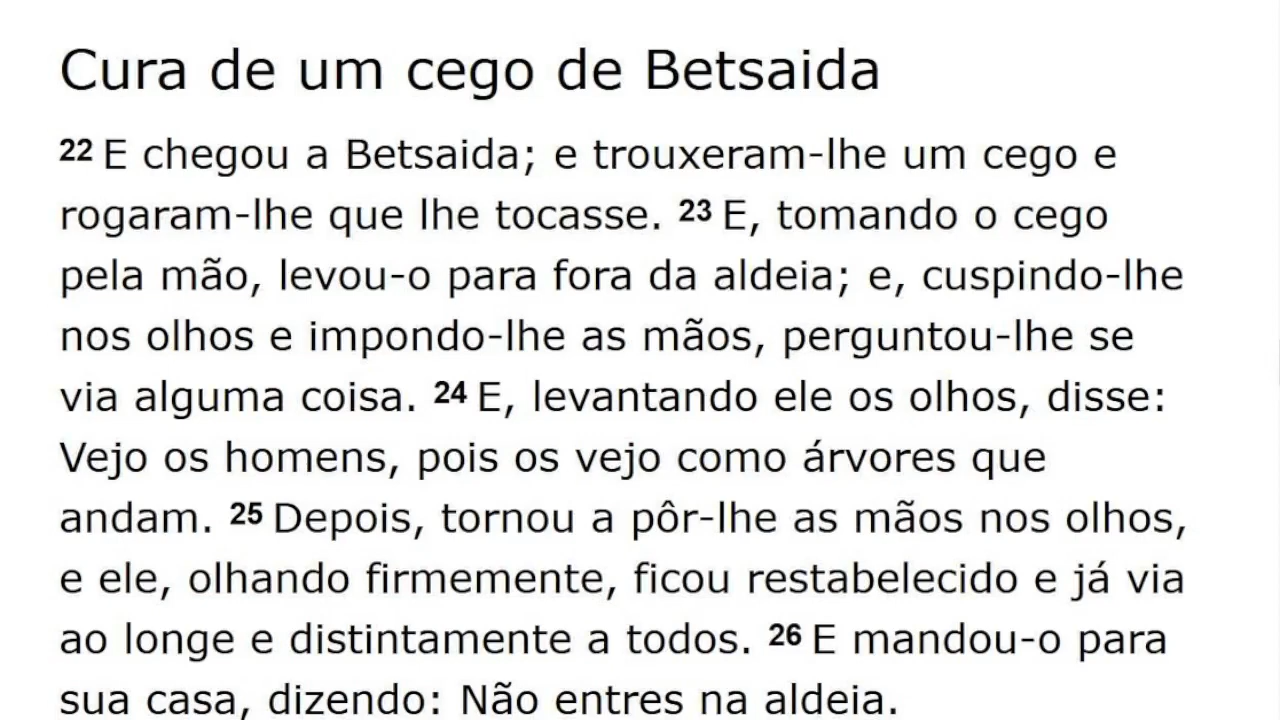 Cura de um cego de Betsaida
22 E chegou a Betsaida; e trouxeram-lhe um cego e
rogaram-lhe que lhe tocasse. 23 E, tomando o cego
pela mão, levou-o para fora da aldeia; e, cuspindo-lhe
nos olhos e impondo-lhe as mãos, perguntou-lhe se
via alguma coisa. 24 E, levantando ele os olhos, disse:
Vejo os homens, pois os vejo como árvores que
andam. 25 Depois, tornou a pôr-lhe as mãos nos olhos,
e ele, olhando firmemente, ficou restabelecido e já via
ao longe e distintamente a todos. 26 E mandou-o para
sua casa, dizendo: Não entres na aldeia.